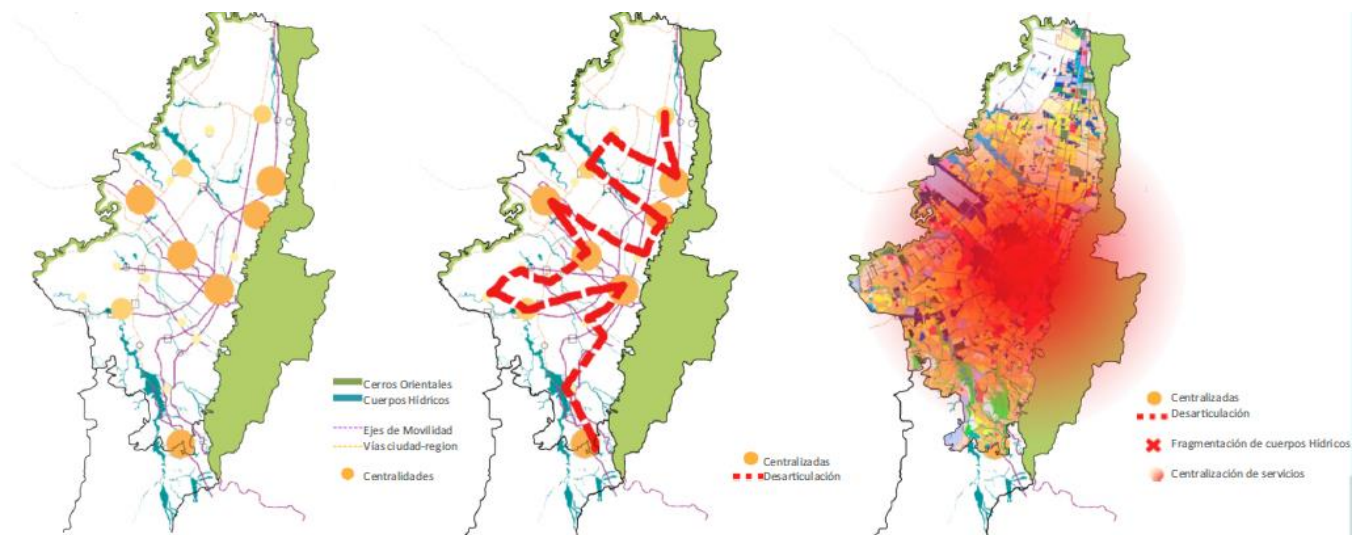 Cerros Orientales
Cuerpos Hídricos
Ejes de Movilidad
Vías ciudad-region
Centralidades
Centralizadas
Desarticulación
Centralizadas
Desarticulación
Fragmentación de cuerpos Hídricos
Centralización de servicios